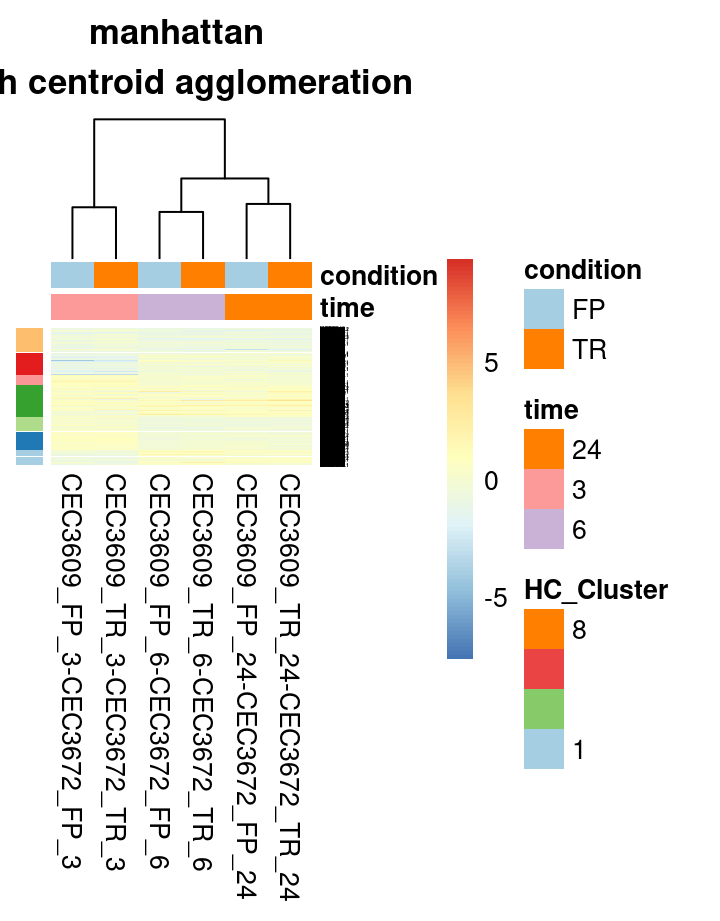 manhattan
h centroid agglomeration
condition
time
5
0
-5
condition
FP
TR
time
24
3
6
HC_Cluster
8
1
CEC3609_FP_3-CEC3672_FP_3
CEC3609_TR_3-CEC3672_TR_3
CEC3609_FP_6-CEC3672_FP_6
CEC3609_TR_6-CEC3672_TR_6
CEC3609_FP_24-CEC3672_FP_24
CEC3609_TR_24-CEC3672_TR_24